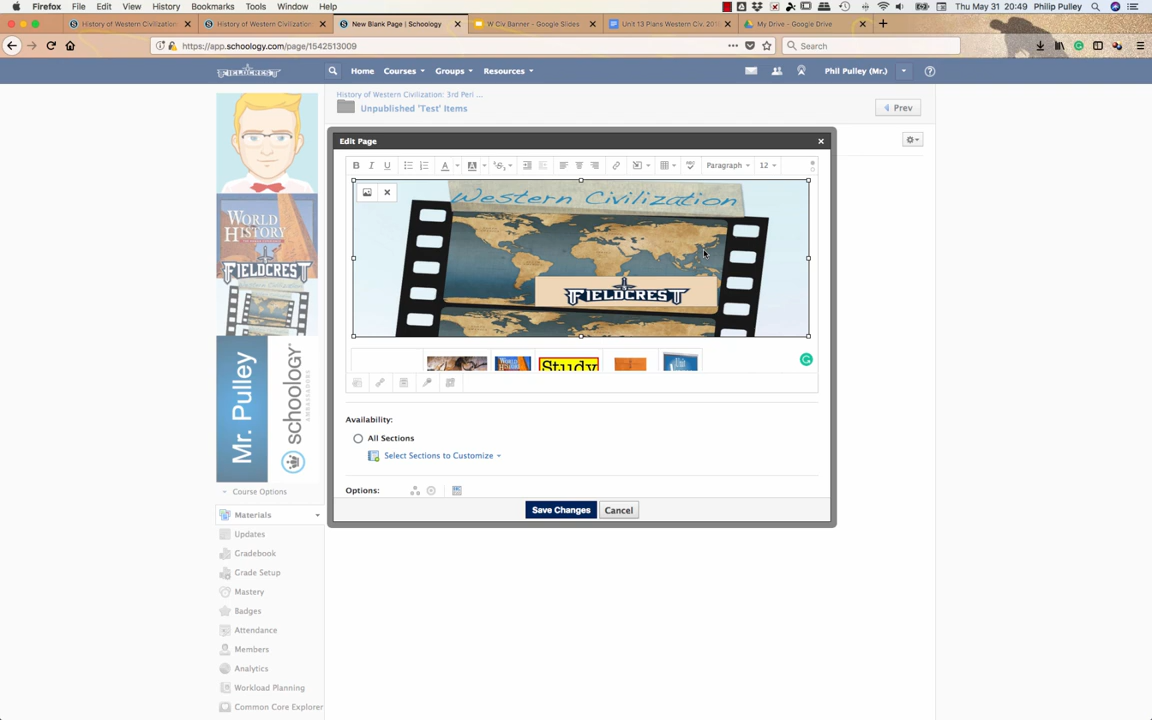 Firefox File Edit View History Bookmarks Tools Window Help
Thu May 31 20:49 Philip Pulley
History of Western Civilization:
History of Western Civilization:
New Blank Page | Schoology
W Civ Banner - Google Slides
Unit 13 Plans Western Civ. 201
My Drive - Google Drive
https://app.schoology.com/page/1542513009
Search
FIELDCREST
Home Courses Groups Resources
Phil Pulley (Mr.)
History of Western Civilization: 3rd Peri ...
Unpublished 'Test' Items
Prev
Edit Page
B I U
Paragraph
12
Western Civilization
FIELDCREST
Study
Availability:
All Sections
Select Sections to Customize
Options:
Save Changes
Cancel
WORLD
HISTORY
FIELDCREST
Western Civilization
Mr. Pulley
schoology
AMBASSADORS
Course Options
Materials
Updates
Gradebook
Grade Setup
Mastery
Badges
Attendance
Members
Analytics
Workload Planning
Common Core Explorer